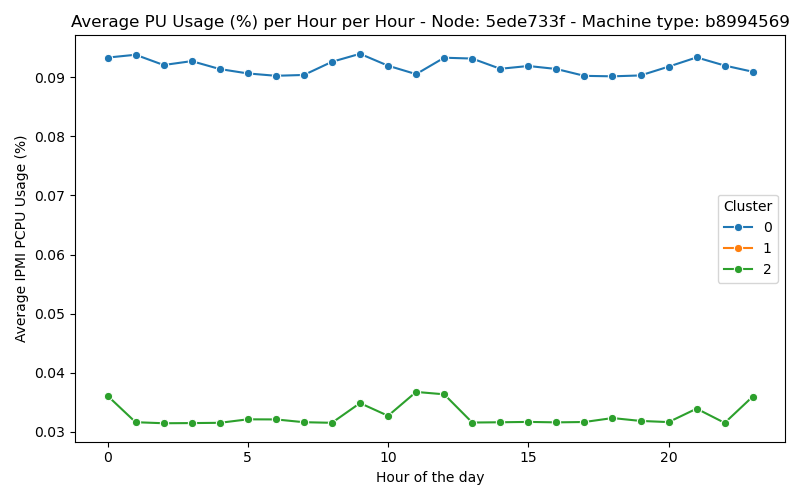 Average PU Usage (%) per Hour per Hour - Node: 5ede733f - Machine type: b8994569
Average IPMI PCPU Usage (%)
0.09
0.08
0.07
0.06
0.05
0.04
0.03
Cluster
0
1
2
0 5 10 15 20
Hour of the day